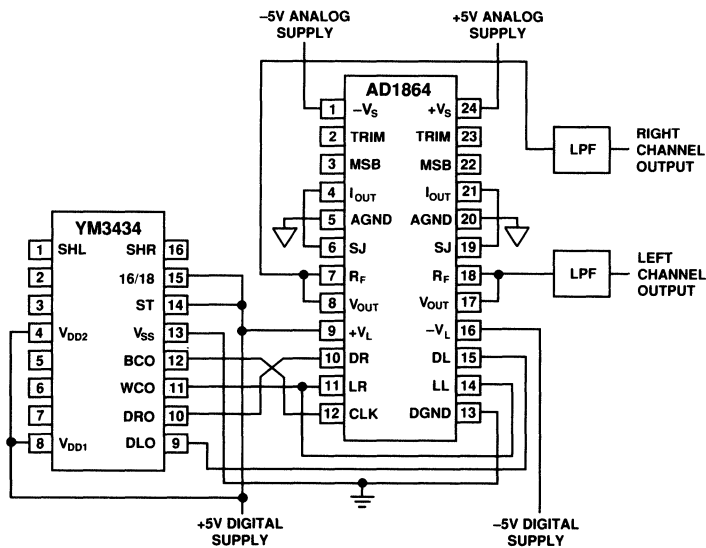 –5V ANALOG
SUPPLY
+5V ANALOG
SUPPLY
AD1864
1 –VS
+VS 24
2 TRIM
TRIM 23
3 MSB
MSB 22
4 IOUT
IOUT 21
5 AGND
AGND 20
6 SJ
SJ 19
7 RF
RF 18
8 VOUT
VOUT 17
9 +VL
–VL 16
10 DR
DL 15
11 LR
LL 14
12 CLK
DGND 13
LPF
RIGHT
CHANNEL
OUTPUT
LPF
LEFT
CHANNEL
OUTPUT
YM3434
1 SHL
SHR 16
2
16/18 15
3
ST 14
4 VDD2
VSS 13
5
BCO 12
6
WCO 11
7
DRO 10
8 VDD1
DLO 9
+5V DIGITAL
SUPPLY
–5V DIGITAL
SUPPLY